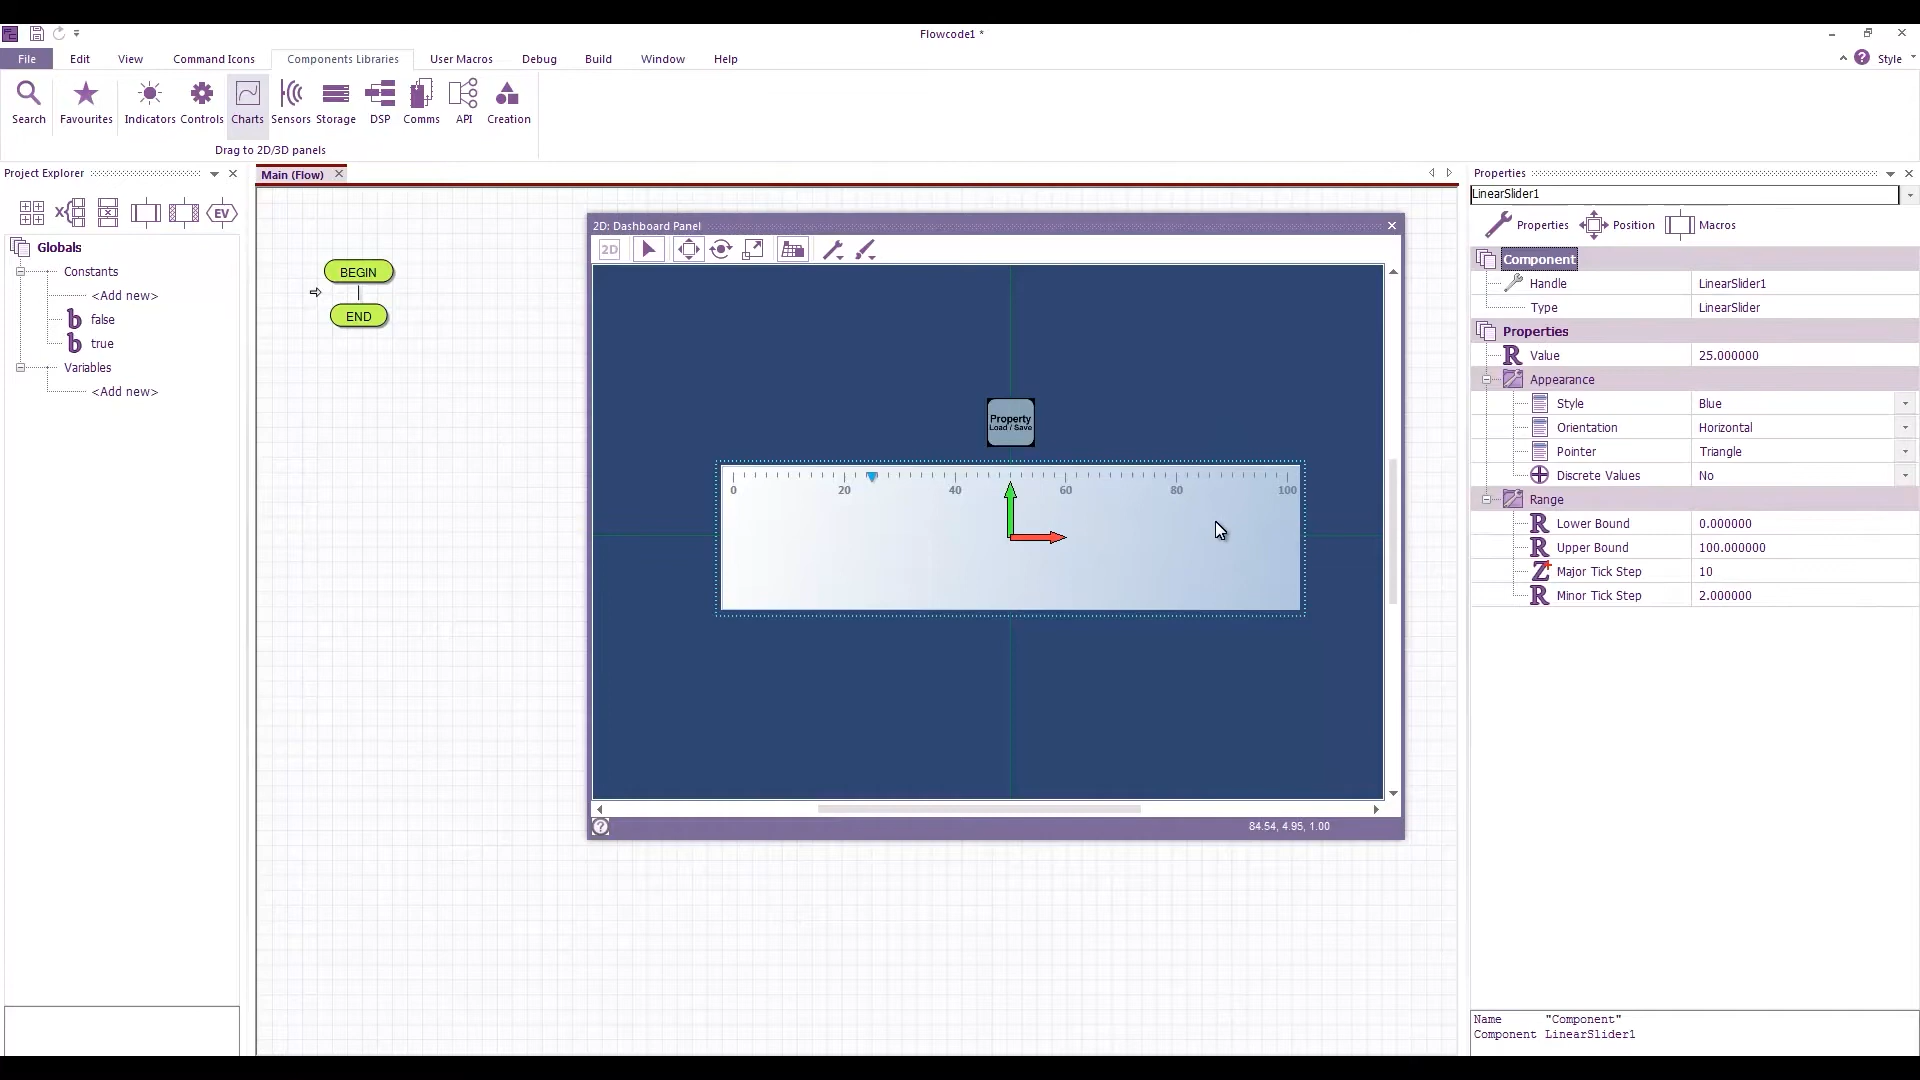 Flowcode1 *
File Edit View Command Icons Components Libraries User Macros Debug Build Window Help Style
Search Favourites Indicators Controls Charts Sensors Storage DSP Comms API Creation
Drag to 2D/3D panels
Project Explorer
EV
Globals
Constants
<Add new>
false
true
Variables
<Add new>
Main (Flow)
BEGIN
END
2D: Dashboard Panel
2D
Property
Load / Save
0 20 40 60 80 100
84.54, 4.95, 1.00
Properties
LinearSlider1
Properties Position Macros
Component
Handle LinearSlider1
Type LinearSlider
Properties
Value 25.000000
Appearance
Style Blue
Orientation Horizontal
Pointer Triangle
Discrete Values No
Range
Lower Bound 0.000000
Upper Bound 100.000000
Major Tick Step 10
Minor Tick Step 2.000000
Name "Component"
Component LinearSlider1